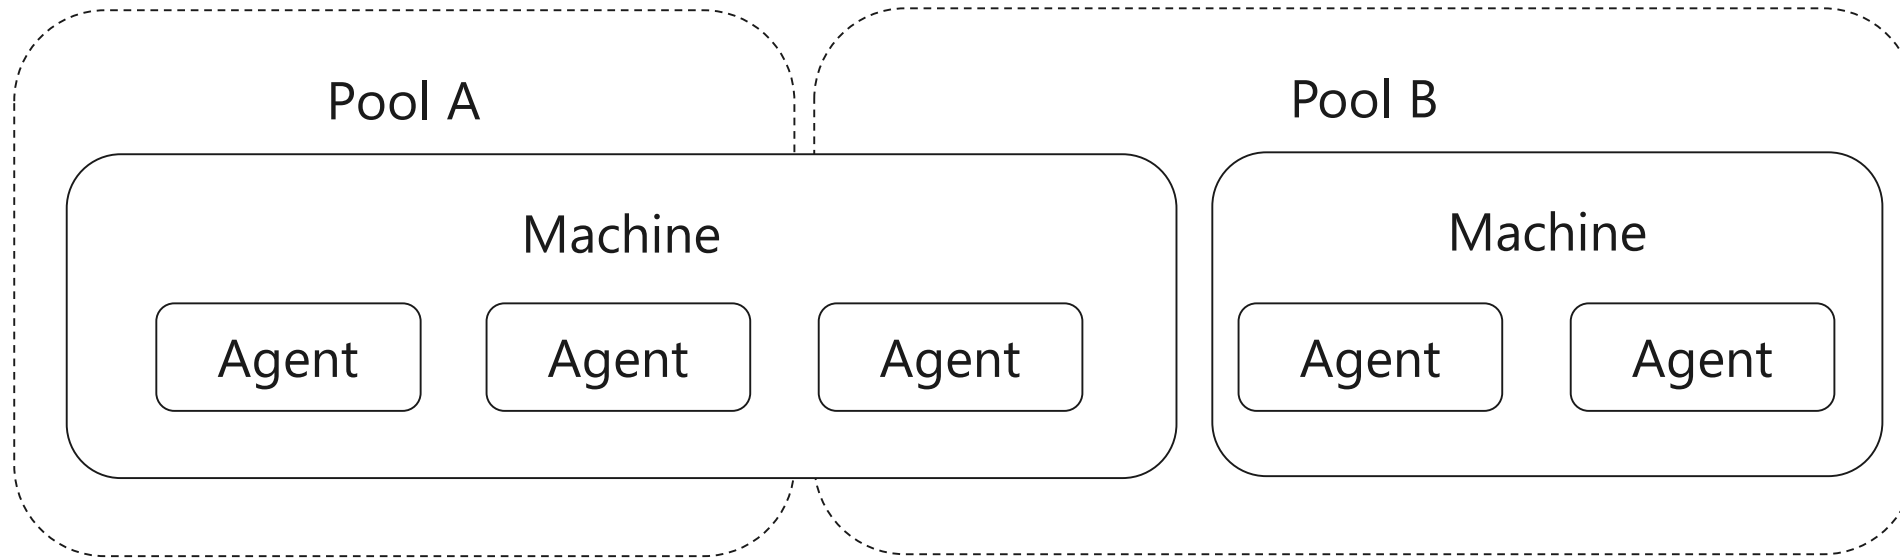 Pool A
Pool B
Machine
Machine
Agent
Agent
Agent
Agent
Agent